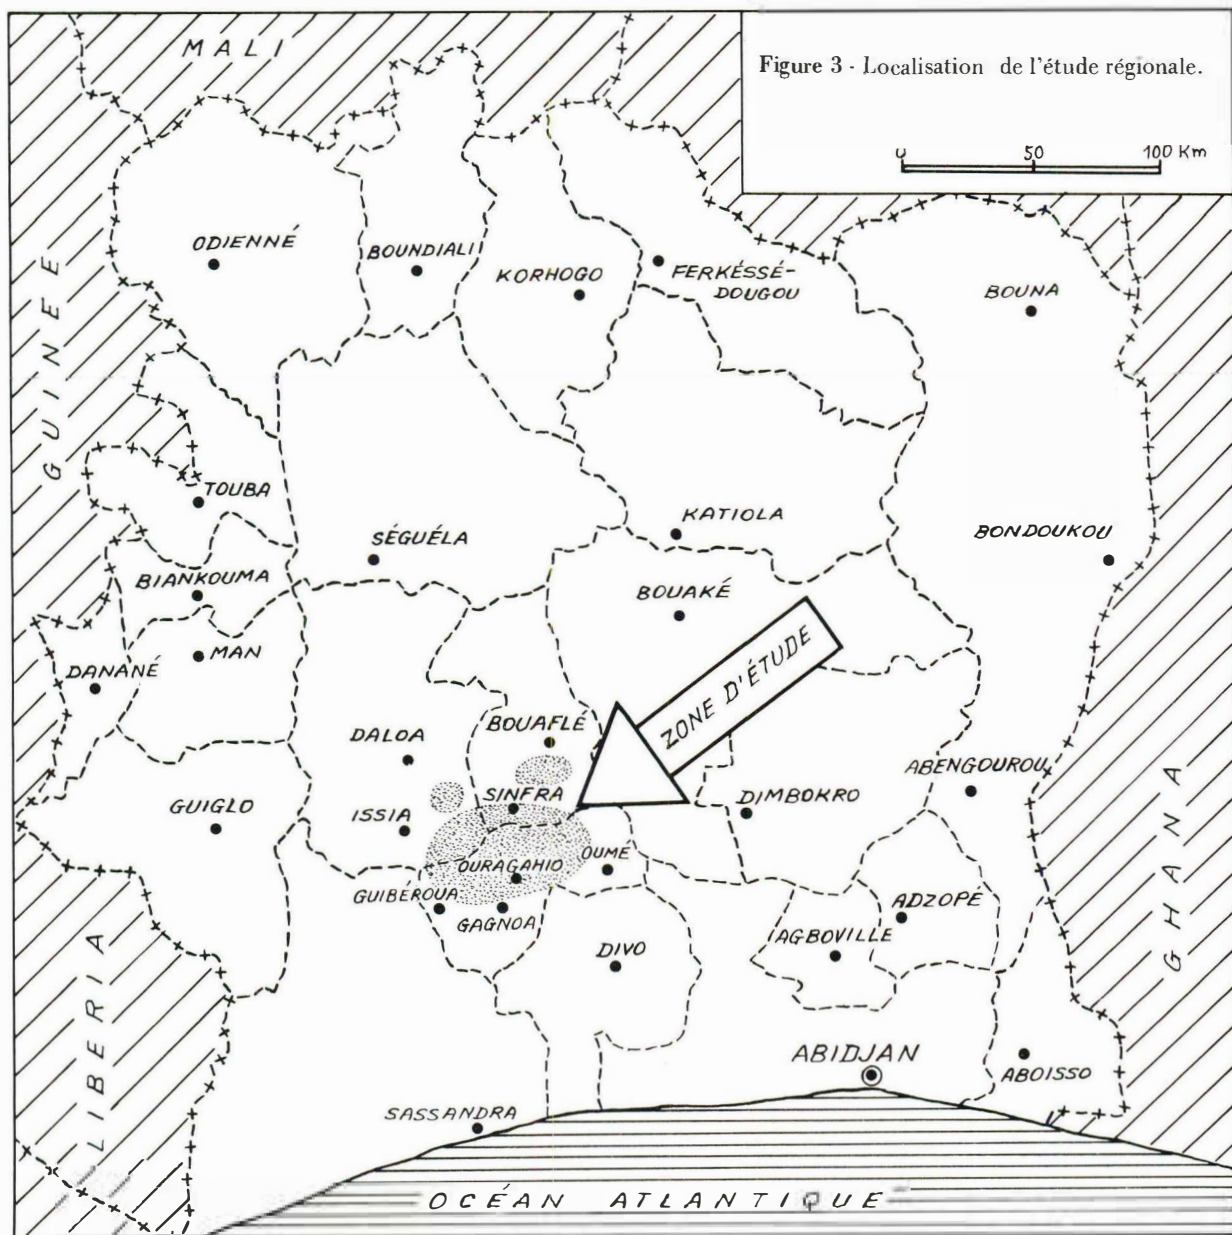 MALI
Figure 3 - Localisation de l'étude régionale.
0 50 100 Km
ODIENNÉ
BOUNDIALI
KORHOGO
FERKÉSSÉ-
DOUGOU
BOUNA
GUINEE
TOUBA
SÉGUÉLA
KATIOLA
BONDOUKOU
BIANKOUMA
BOUAKÉ
MAN
DANANÉ
ZONE D'ÉTUDE
BOUAFLÉ
DALOA
ABENGOUROU
SINFRA
DIMBOKRO
GUIGLO
ISSIA
OUMÉ
OURAGAHIO
GUIBEROUA
GAGNOA
ADZOPÉ
AGBOVILLE
DIVO
GHANA
LIBERIA
ABIDJAN
ABOISSO
SASSANDRA
OCÉAN ATLANTIQUE